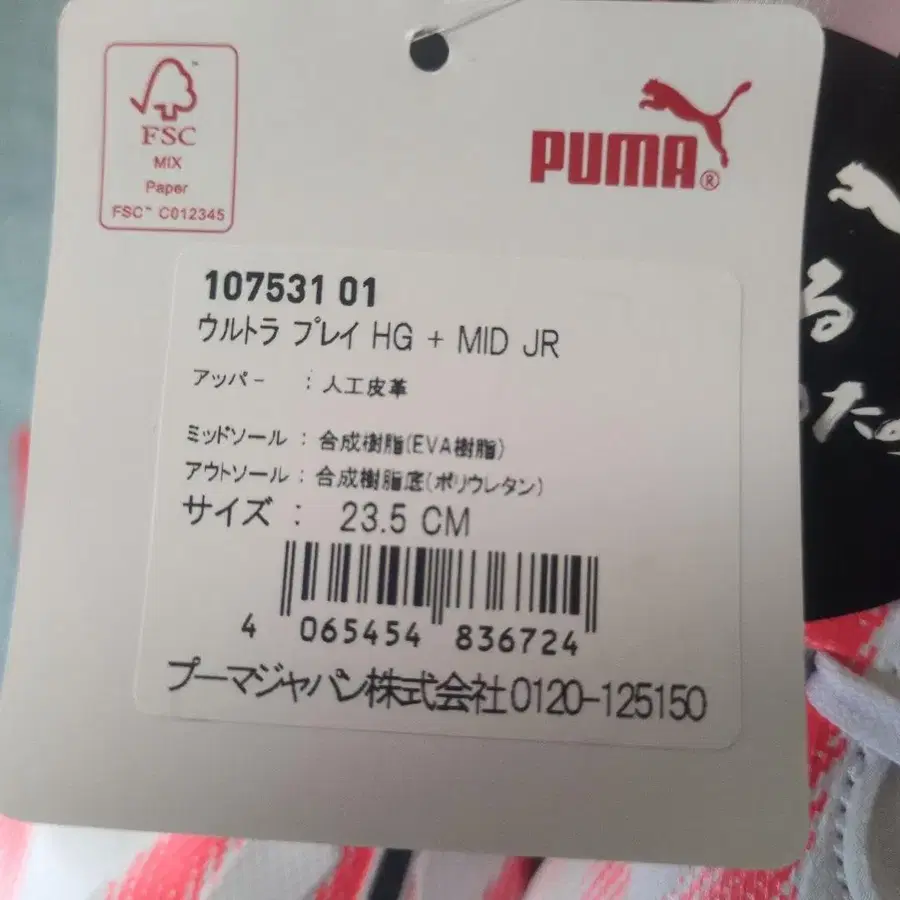 FSC™
MIX
Paper
FSC™ C012345
PUMA®
107531 01
ウルトラ プレイ HG + MID JR
アッパー : 人工皮革
ミッドソール : 合成樹脂(EVA樹脂)
アウトソール : 合成樹脂底(ポリウレタン)
サイズ : 23.5 CM
4 065454 836724
プーマジャパン株式会社0120-125150
る
た